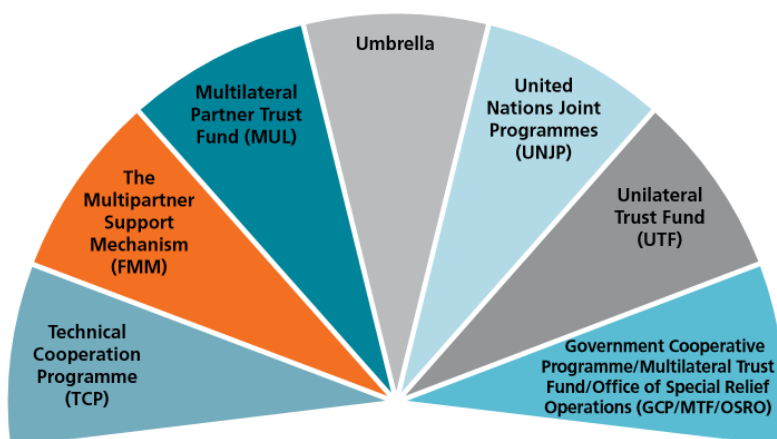 Technical
Cooperation
Programme
(TCP)
The
Multipartner
Support
Mechanism
(FMM)
Multilateral
Partner Trust
Fund (MUL)
Umbrella
United
Nations Joint
Programmes
(UNJP)
Unilateral
Trust Fund
(UTF)
Government Cooperative
Programme/Multilateral Trust
Fund/Office of Special Relief
Operations (GCP/MTF/OSRO)